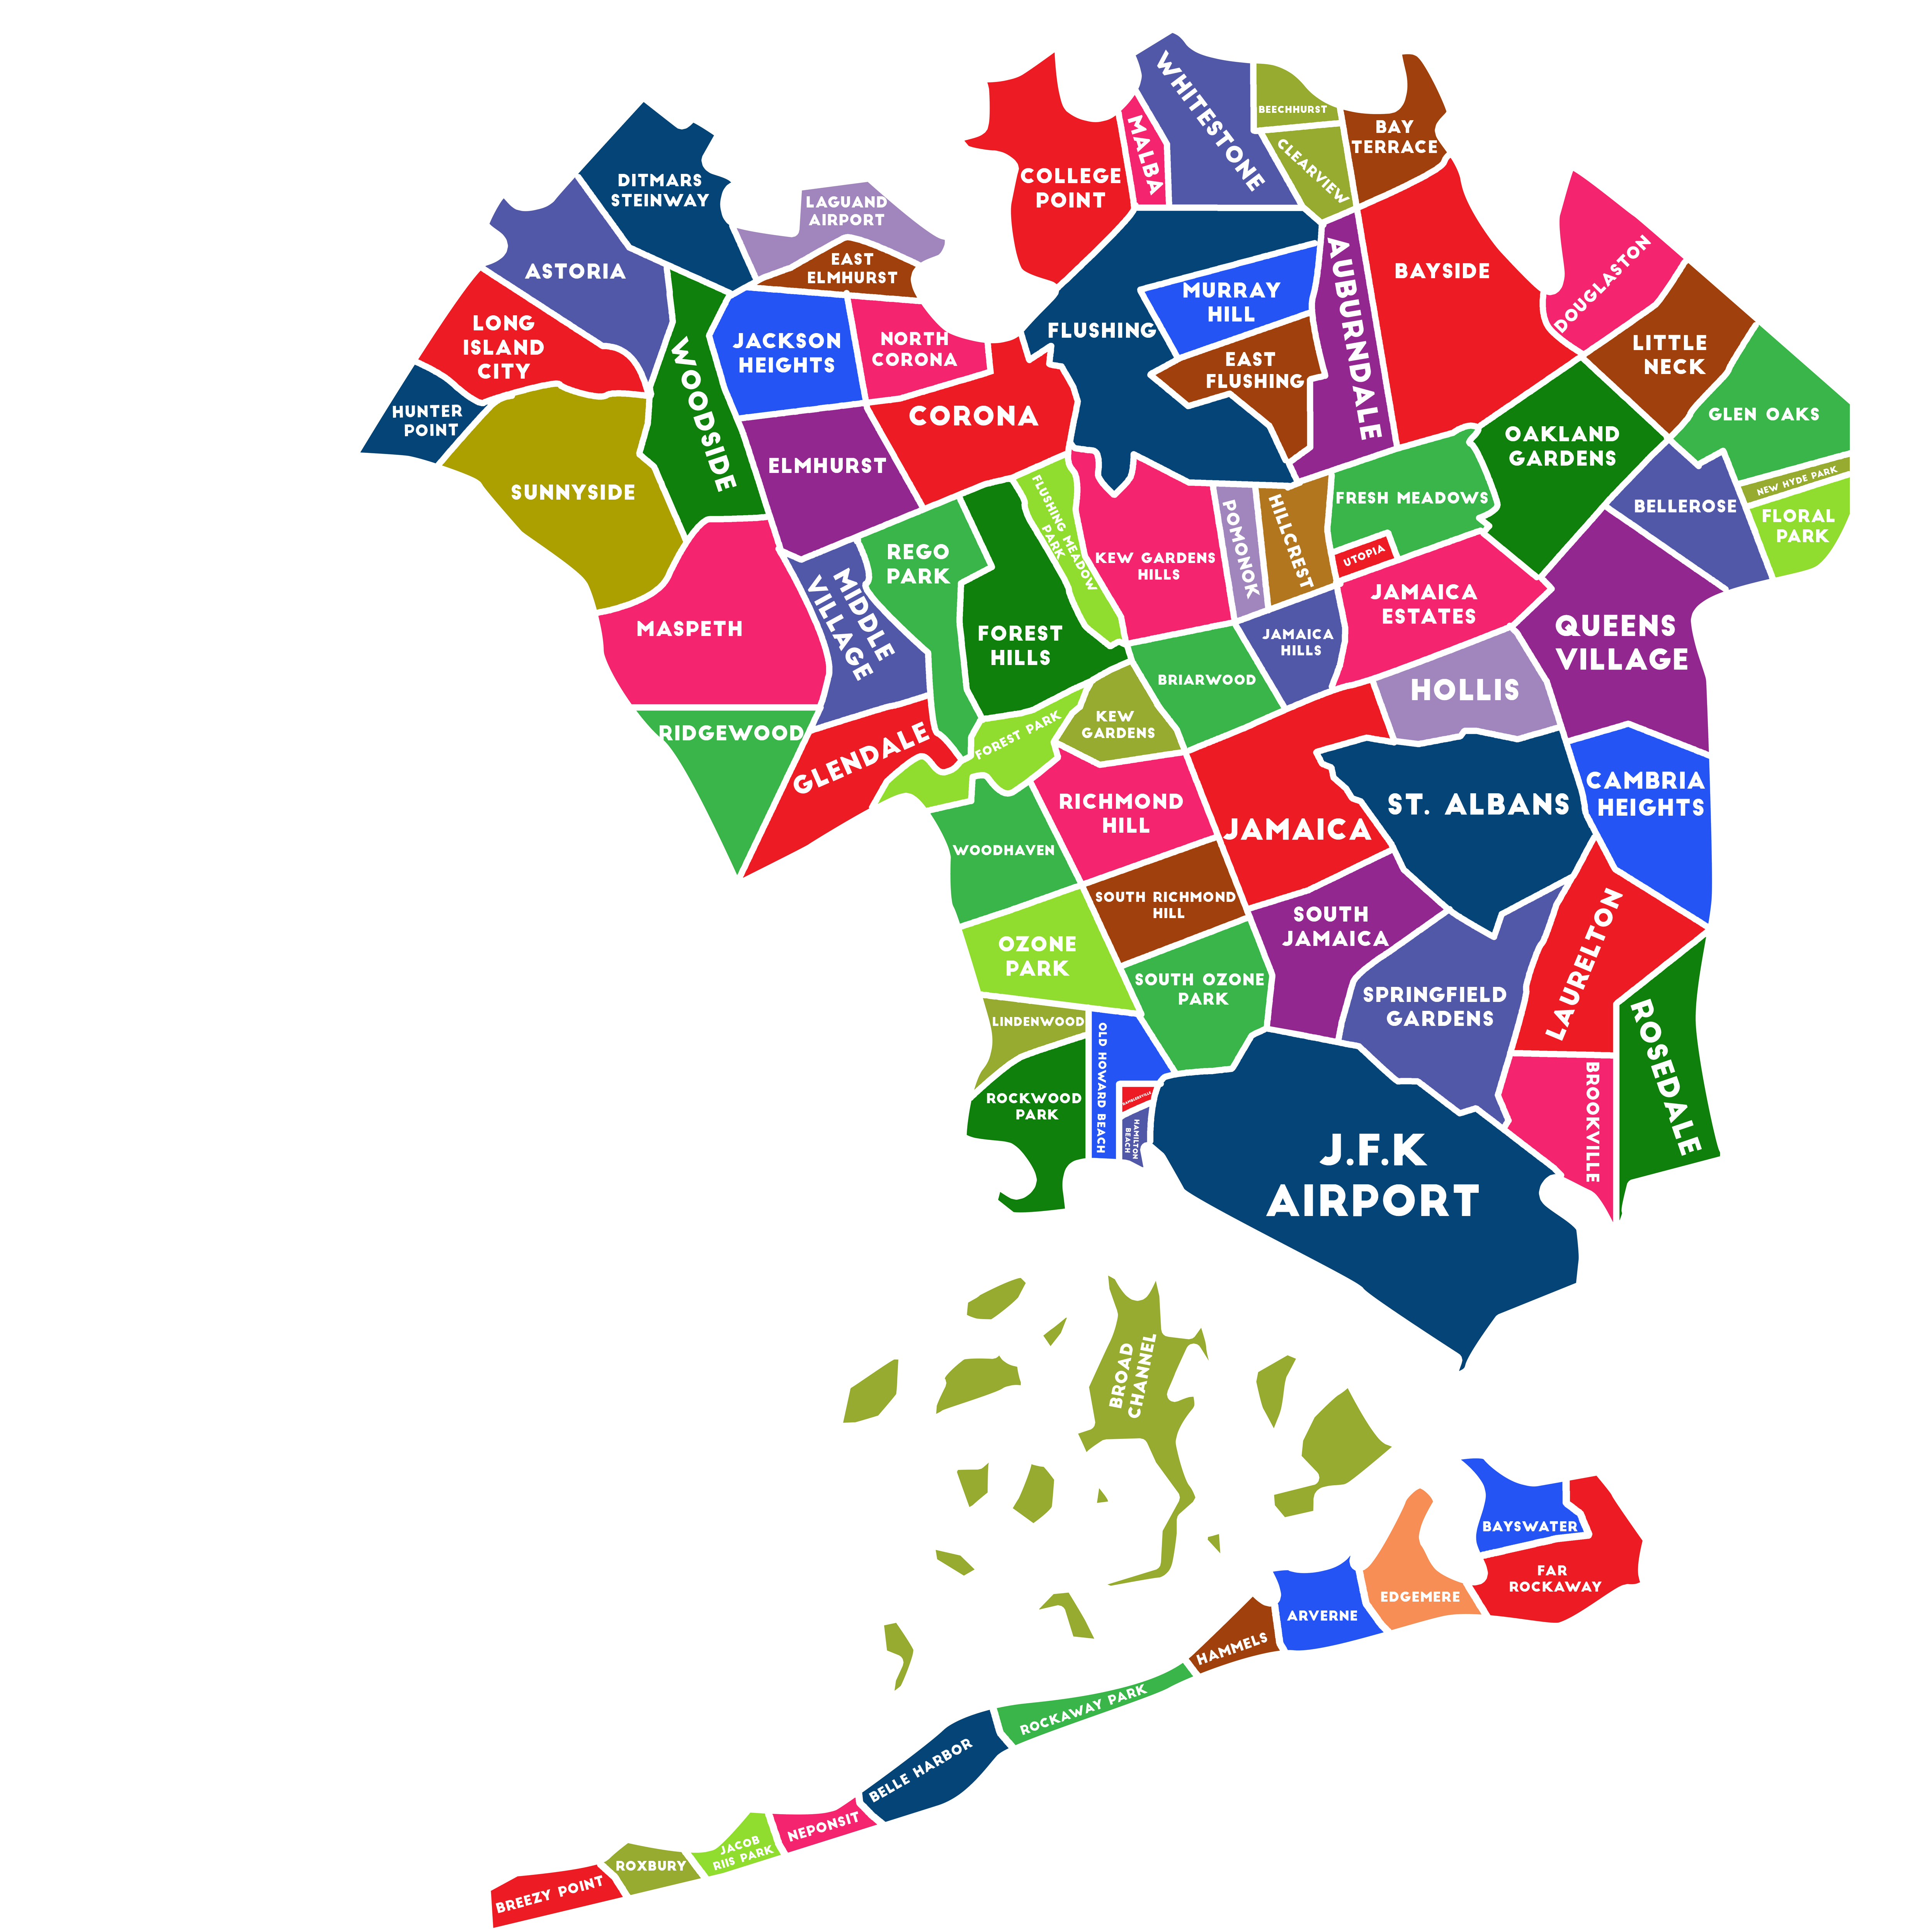 WHITESTONE
BEECHHURST
BAY
TERRACE
MALBA
CLEARVIEW
COLLEGE
POINT
DITMARS
STEINWAY
LAGUAND
AIRPORT
ASTORIA
EAST
ELMHURST
AUBURNDALE
BAYSIDE
DOUGLASTON
MURRAY
HILL
FLUSHING
LONG
ISLAND
CITY
JACKSON
HEIGHTS
NORTH
CORONA
EAST
FLUSHING
LITTLE
NECK
HUNTER
POINT
WOODSIDE
CORONA
GLEN OAKS
OAKLAND
GARDENS
ELMHURST
SUNNYSIDE
NEW HYDE PARK
FRESH MEADOWS
BELLEROSE
FLORAL
PARK
FLUSHING MEADOW
PARK
POMONOK
HILLCREST
REGO
PARK
KEW GARDENS
HILLS
UTOPIA
JAMAICA
ESTATES
MIDDLE
VILLAGE
MASPETH
FOREST
HILLS
JAMAICA
HILLS
QUEENS
VILLAGE
BRIARWOOD
HOLLIS
RIDGEWOOD
FOREST PARK
KEW
GARDENS
GLENDALE
CAMBRIA
HEIGHTS
RICHMOND
HILL
ST. ALBANS
JAMAICA
WOODHAVEN
SOUTH RICHMOND
HILL
SOUTH
JAMAICA
LAURELTON
OZONE
PARK
SOUTH OZONE
PARK
SPRINGFIELD
GARDENS
LINDENWOOD
OLD HOWARD BEACH
ROSEDALE
ROCKWOOD
PARK
HAMILTON
BEACH
BROOKVILLE
J.F.K
AIRPORT
BROAD
CHANNEL
BAYSWATER
FAR
ROCKAWAY
EDGEMERE
ARVERNE
HAMMELS
ROCKAWAY PARK
BELLE HARBOR
NEPONSIT
JACOB
RIIS PARK
ROXBURY
BREEZY POINT